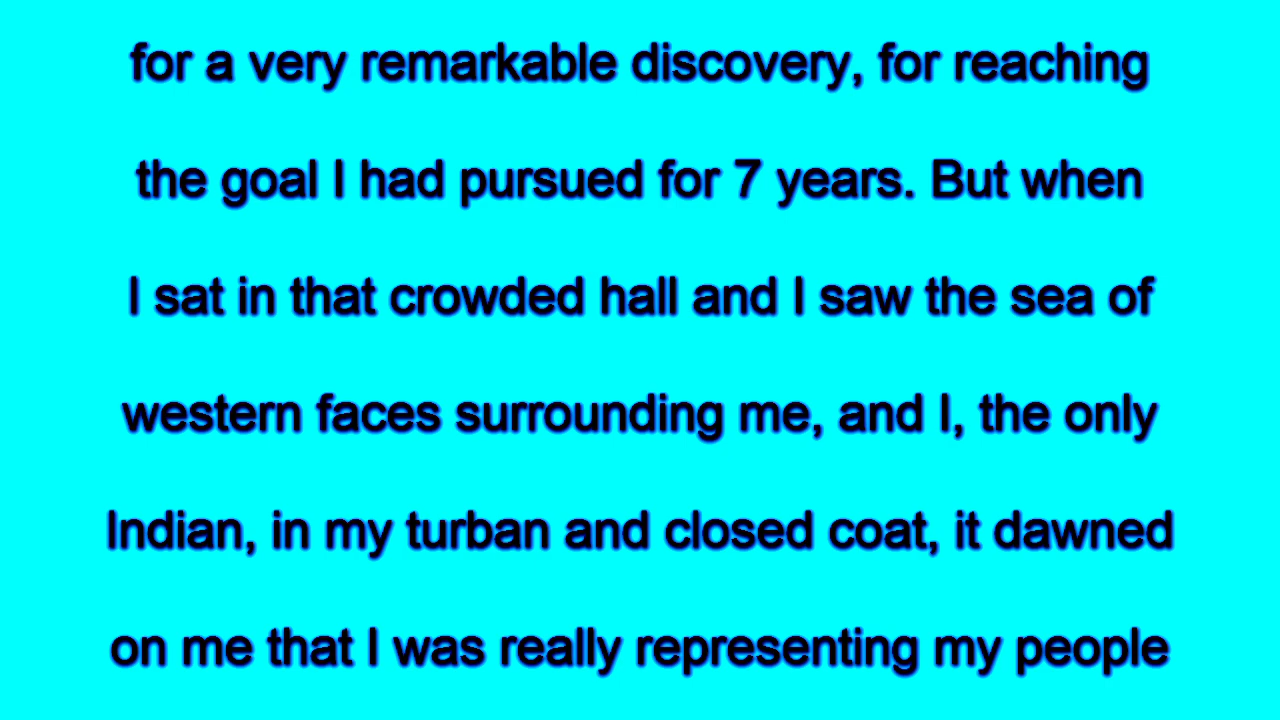 for a very remarkable discovery, for reaching
the goal I had pursued for 7 years. But when
I sat in that crowded hall and I saw the sea of
western faces surrounding me, and I, the only
Indian, in my turban and closed coat, it dawned
on me that I was really representing my people